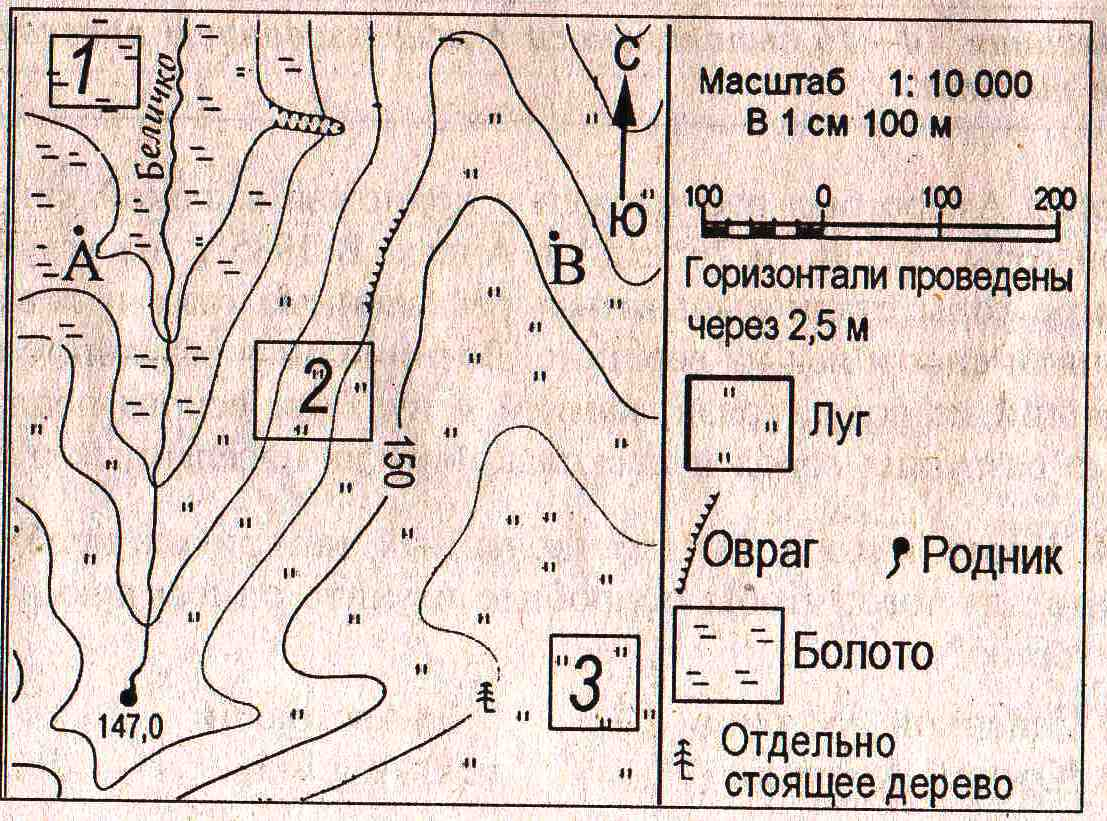 1
Беличко
А
В
2
150
3
147,0
С
Ю
Масштаб 1: 10 000
В 1 см 100 м
100 0 100 200
Горизонтали проведены
через 2,5 м
Луг
Овраг
Родник
Болото
Отдельно
стоящее дерево